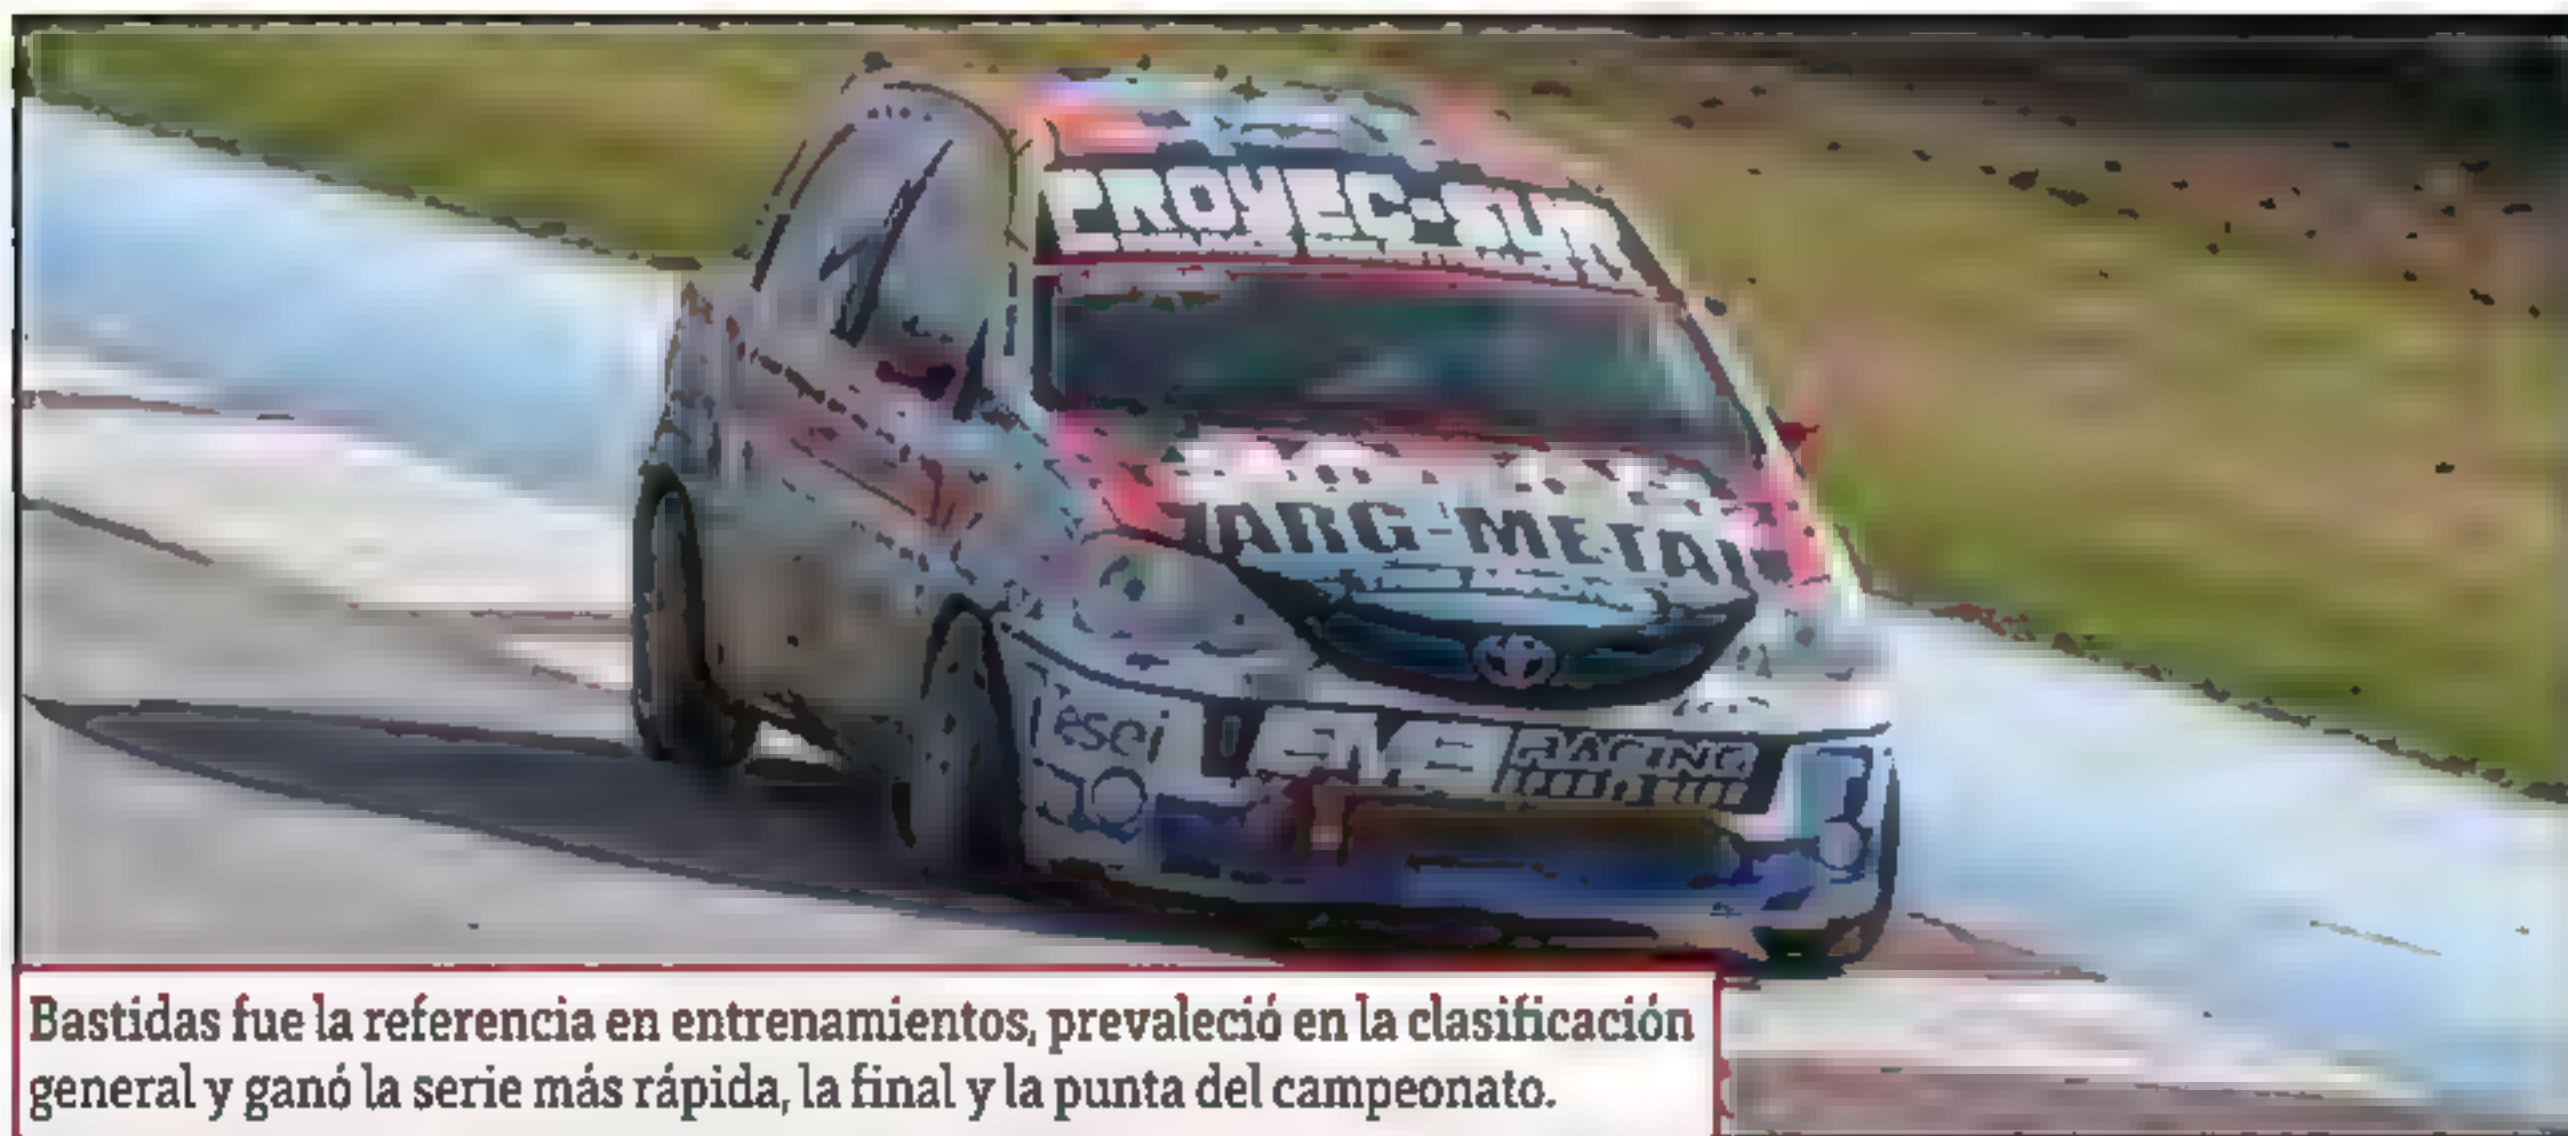 PROYEC-SUR
ARG-METAL
esei
EMB RACING
Bastidas fue la referencia en entrenamientos, prevaleció en la clasificación
general y ganó la serie más rápida, la final y la punta del campeonato.